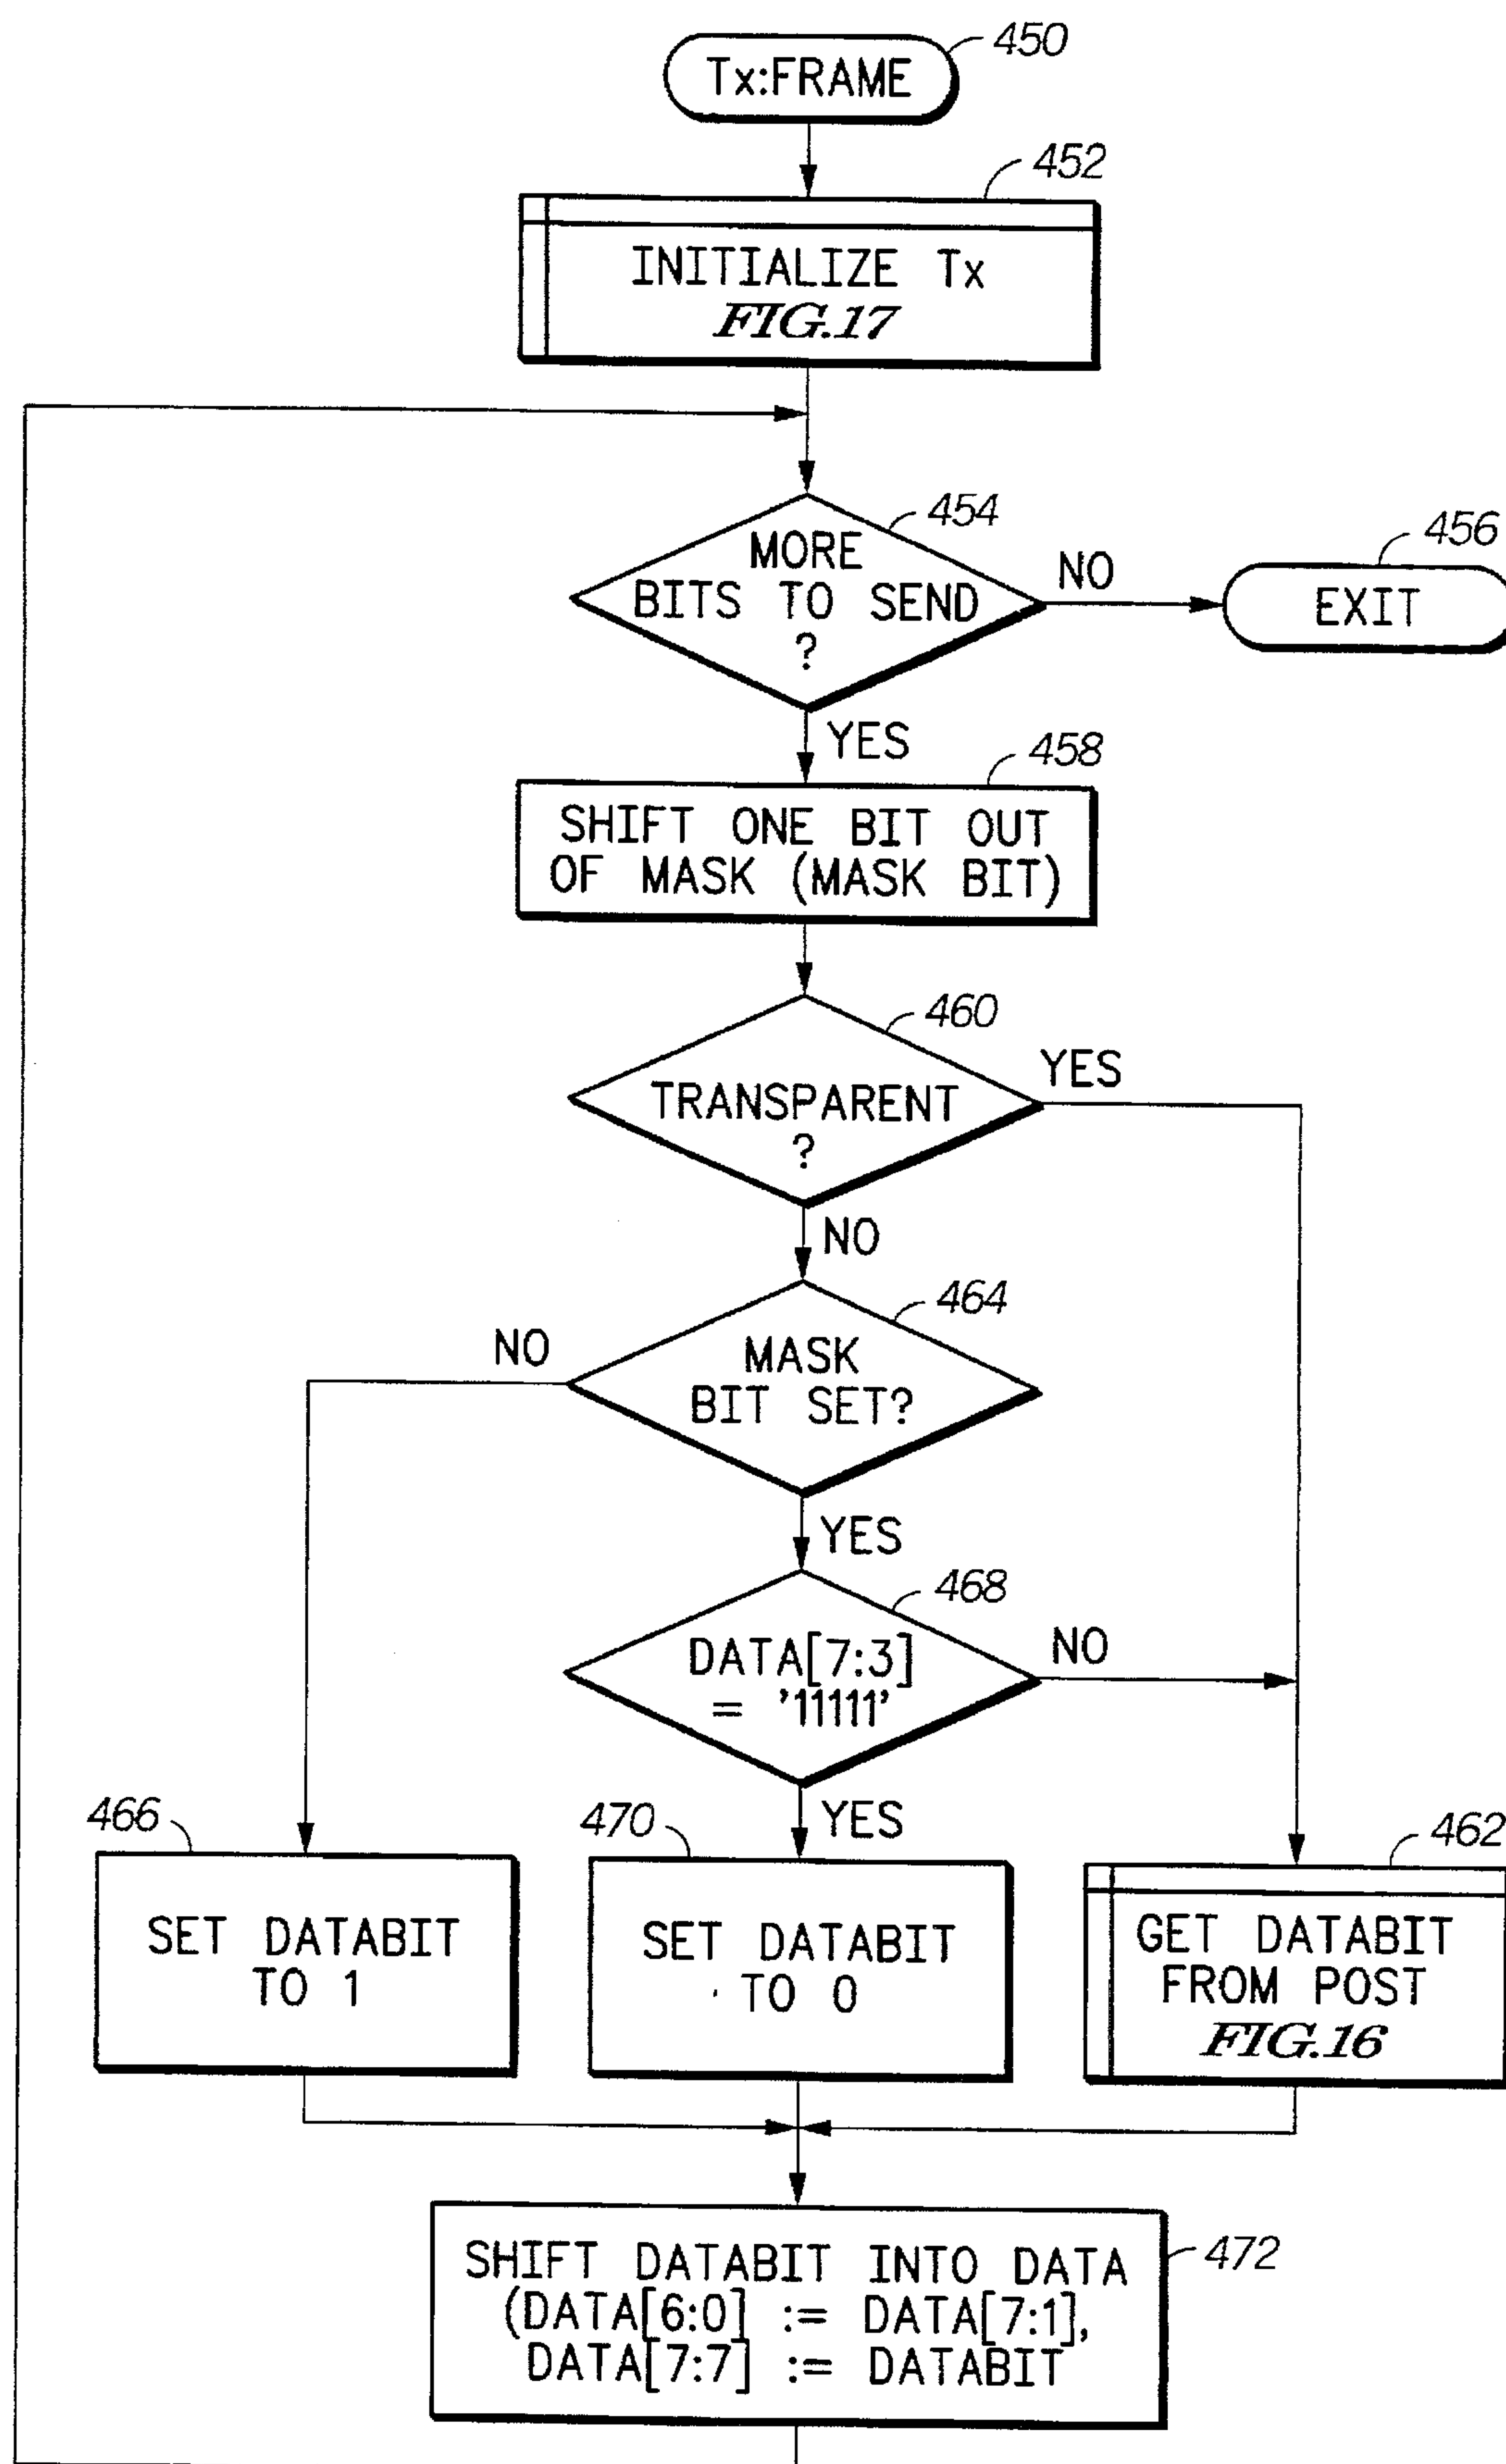 450
Tx:FRAME
452
INITIALIZE Tx
FIG.17
454
MORE
BITS TO SEND
?
NO
456
EXIT
YES
458
SHIFT ONE BIT OUT
OF MASK (MASK BIT)
460
TRANSPARENT
?
YES
NO
464
MASK
BIT SET?
NO
YES
468
DATA[7:3]
= '11111'
NO
YES
466
SET DATABIT
TO 1
470
SET DATABIT
TO 0
462
GET DATABIT
FROM POST
FIG.16
472
SHIFT DATABIT INTO DATA
(DATA[6:0] := DATA[7:1],
DATA[7:7] := DATABIT